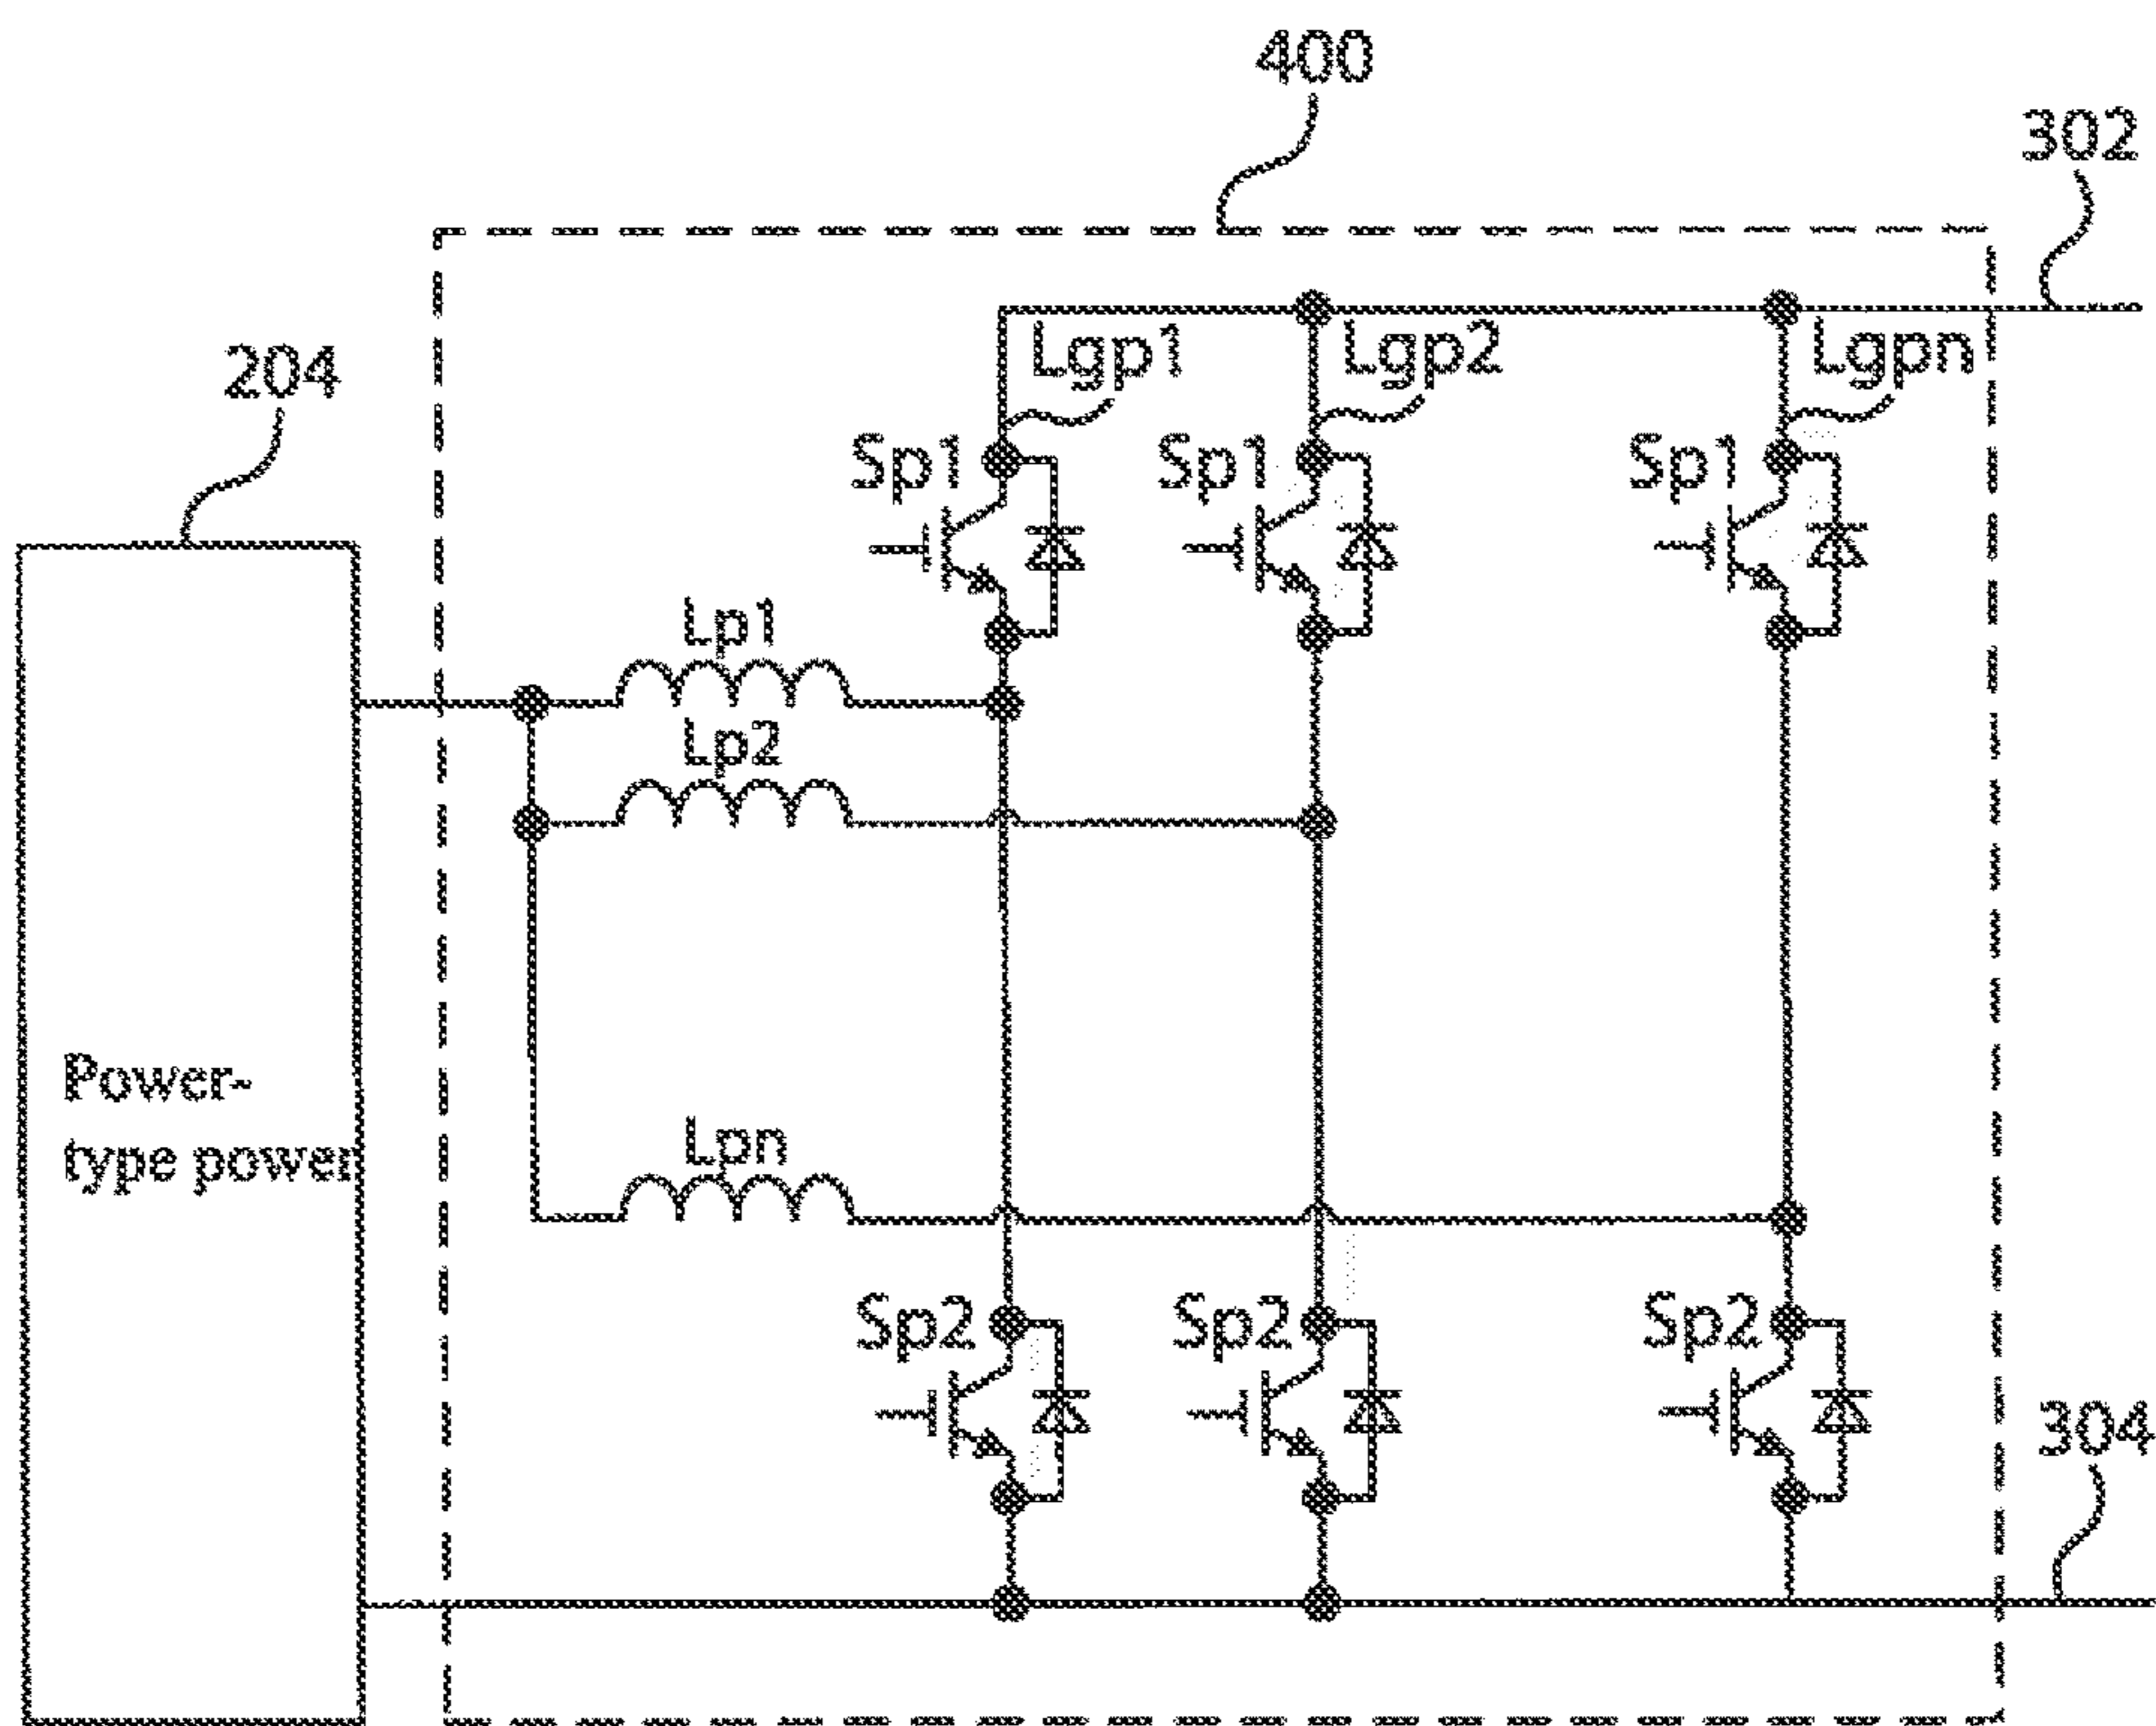 400
302
Lgp1
Lgp2
Lgpn
204
Sp1
Sp1
Sp1
Lp1
Lp2
Power-
type power
Lpn
Sp2
Sp2
Sp2
304